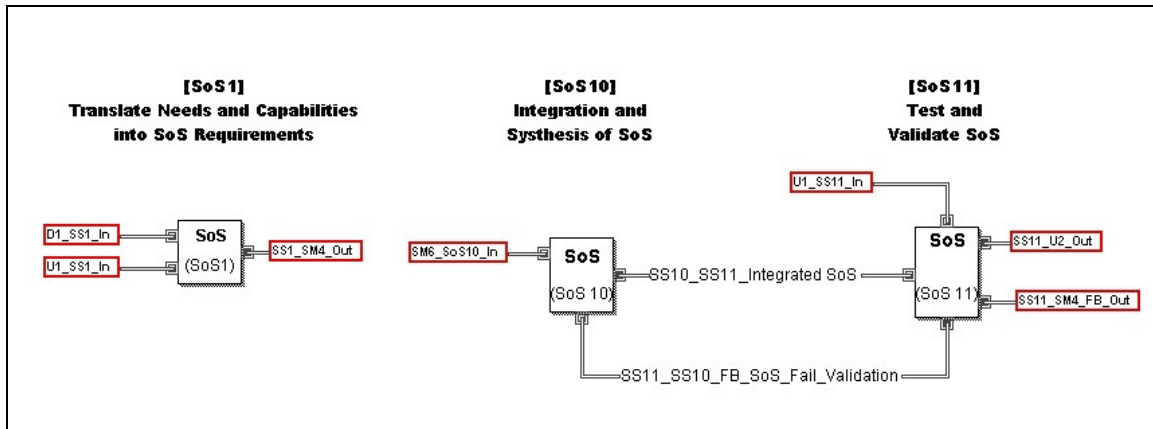 [SoS1]
Translate Needs and Capabilities
into SoS Requirements
[SoS10]
Integration and
Systhesis of SoS
[SoS11]
Test and
Validate SoS
U1_SS11_In
D1_SS1_In
U1_SS1_In
SoS
(SoS1)
SS1_SM4_Out
SM6_SoS10_In
SoS
(SoS 10)
SS10_SS11_Integrated SoS
SoS
(SoS 11)
SS11_U2_Out
SS11_SM4_FB_Out
SS11_SS10_FB_SoS_Fail_Validation